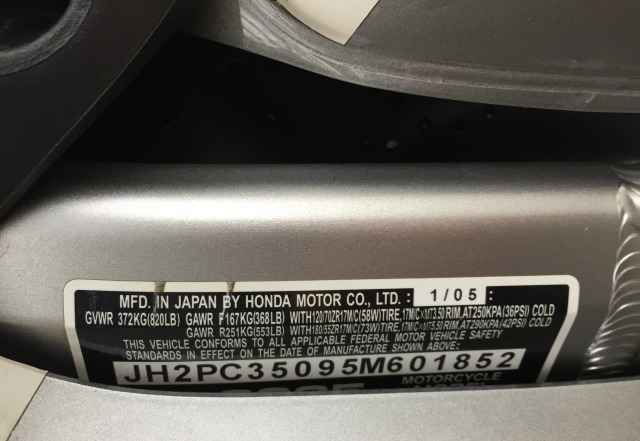 MFD. IN JAPAN BY HONDA MOTOR CO., LTD. : 1/05 :
GVWR 372KG(820LB) GAWR F167KG(368LB) WITH120/70ZR17M/C(58W)TIRE,17M/C×MT3.50)RIM,AT250KPA(36PSI) COLD
GAWR R251KG(553LB) WITH180/55ZR17M/C(73W)TIRE,17M/C×MT5.50)RIM,AT290KPA(42PSI) COLD
THIS VEHICLE CONFORMS TO ALL APPLICABLE FEDERAL MOTOR VEHICLE SAFETY
STANDARDS IN EFFECT ON THE DATE OF MANUFACTURE SHOWN ABOVE.
JH2PC35095M601852
MOTORCYCLE